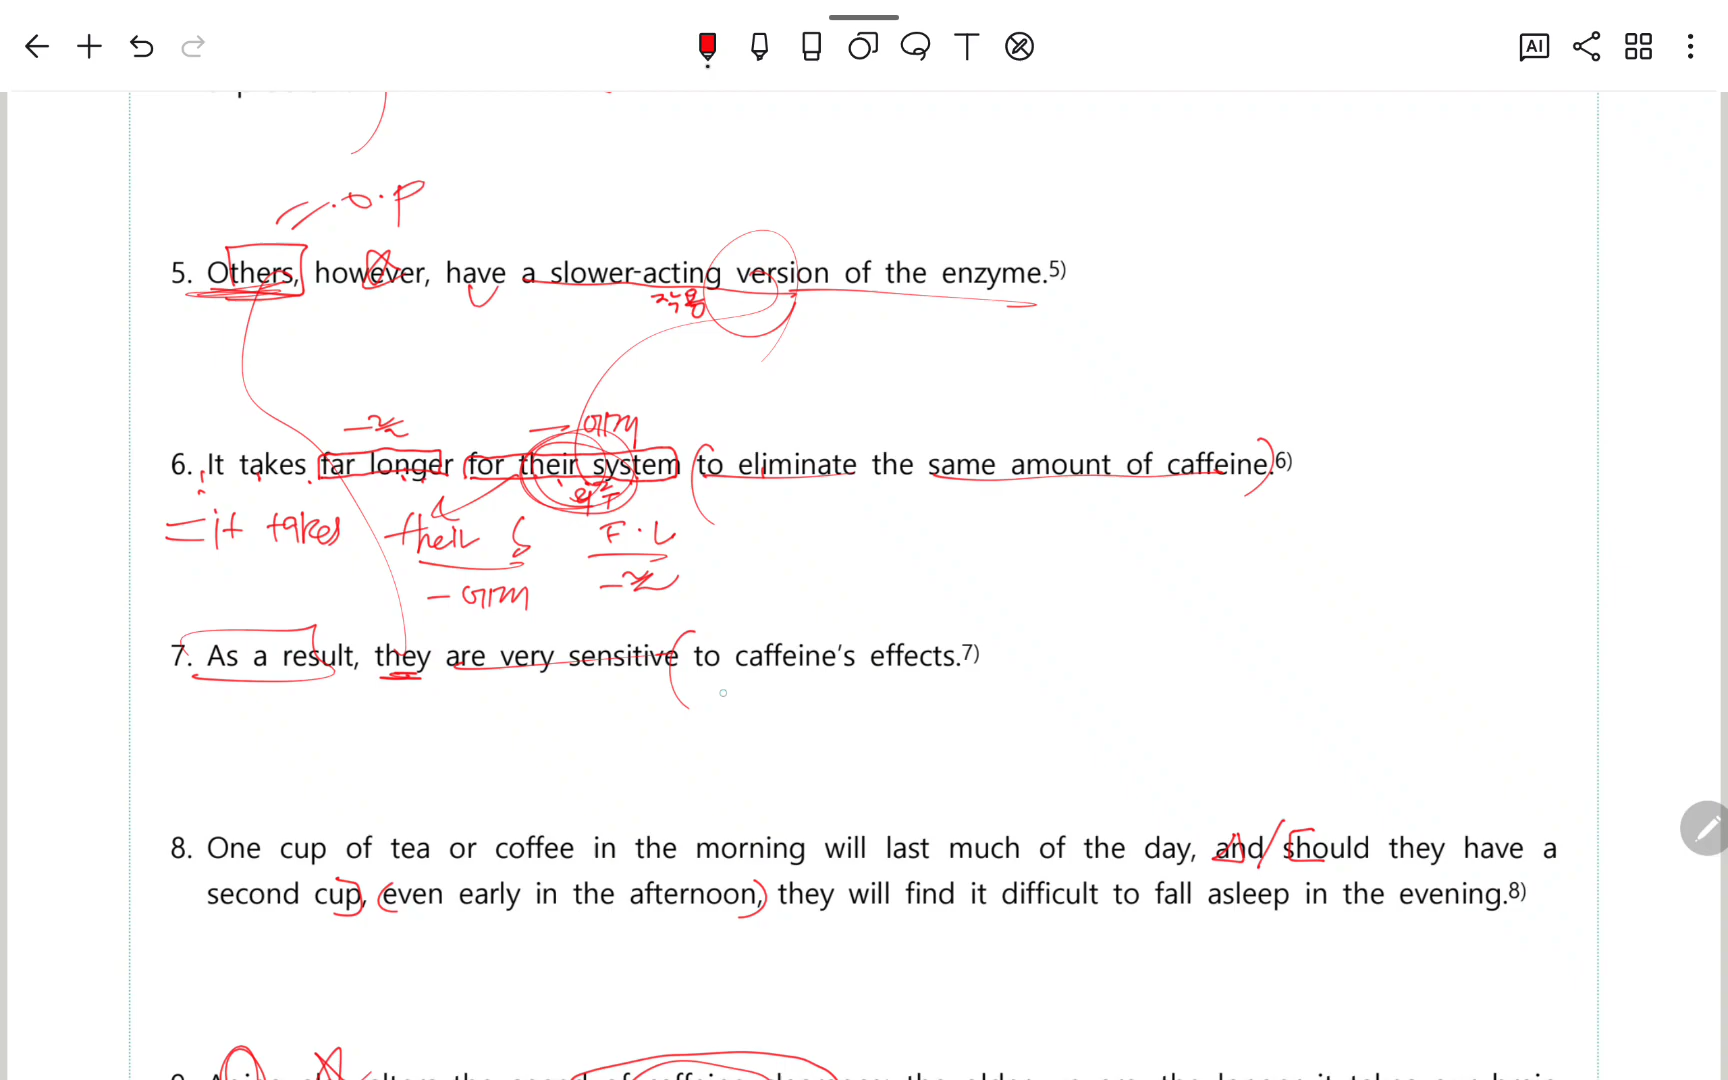 AI
= . o . p
5. Others, however, have a slower-acting version of the enzyme.5)
작용
6. It takes far longer for their system to eliminate the same amount of caffeine.6)
= it takes their s F.L
7. As a result, they are very sensitive to caffeine's effects.7)
8. One cup of tea or coffee in the morning will last much of the day, and/should they have a
second cup, (even early in the afternoon,) they will find it difficult to fall asleep in the evening.8)